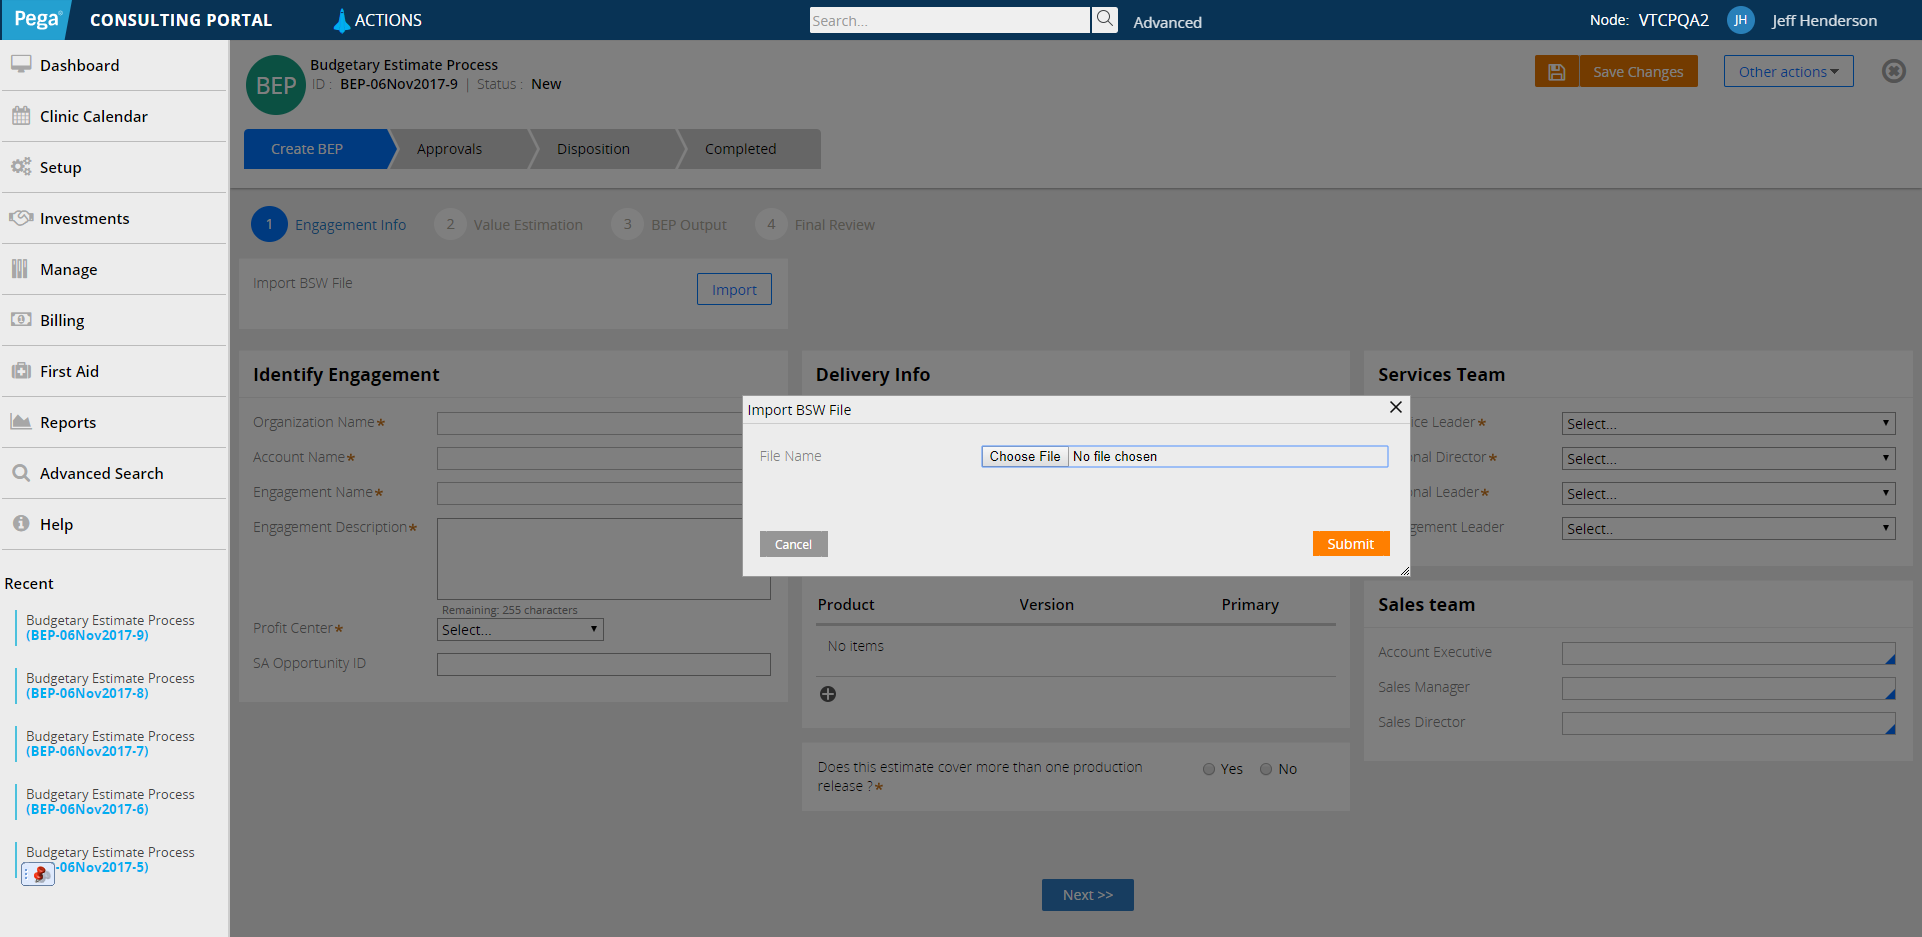 Pega
CONSULTING PORTAL
ACTIONS
Search...
Advanced
Node: VTCPQA2
JH
Jeff Henderson
Dashboard
Clinic Calendar
Setup
Investments
Manage
Billing
First Aid
Reports
Advanced Search
Help
Recent
Budgetary Estimate Process
(BEP-06Nov2017-9)
Budgetary Estimate Process
(BEP-06Nov2017-8)
Budgetary Estimate Process
(BEP-06Nov2017-7)
Budgetary Estimate Process
(BEP-06Nov2017-6)
Budgetary Estimate Process
-06Nov2017-5)
BEP
Budgetary Estimate Process
ID : BEP-06Nov2017-9 | Status : New
Save Changes
Other actions
Create BEP
Approvals
Disposition
Completed
1 Engagement Info
2 Value Estimation
3 BEP Output
4 Final Review
Import BSW File
Import
Identify Engagement
Organization Name*
Account Name*
Engagement Name*
Engagement Description*
Remaining: 255 characters
Profit Center* Select...
SA Opportunity ID
Delivery Info
Import BSW File
File Name
Choose File No file chosen
Cancel
Submit
Product Version Primary
No items
Does this estimate cover more than one production
release ?*
Yes No
Next >>
Services Team
ice Leader* Select...
onal Director* Select...
onal Leader* Select...
gement Leader Select..
Sales team
Account Executive
Sales Manager
Sales Director